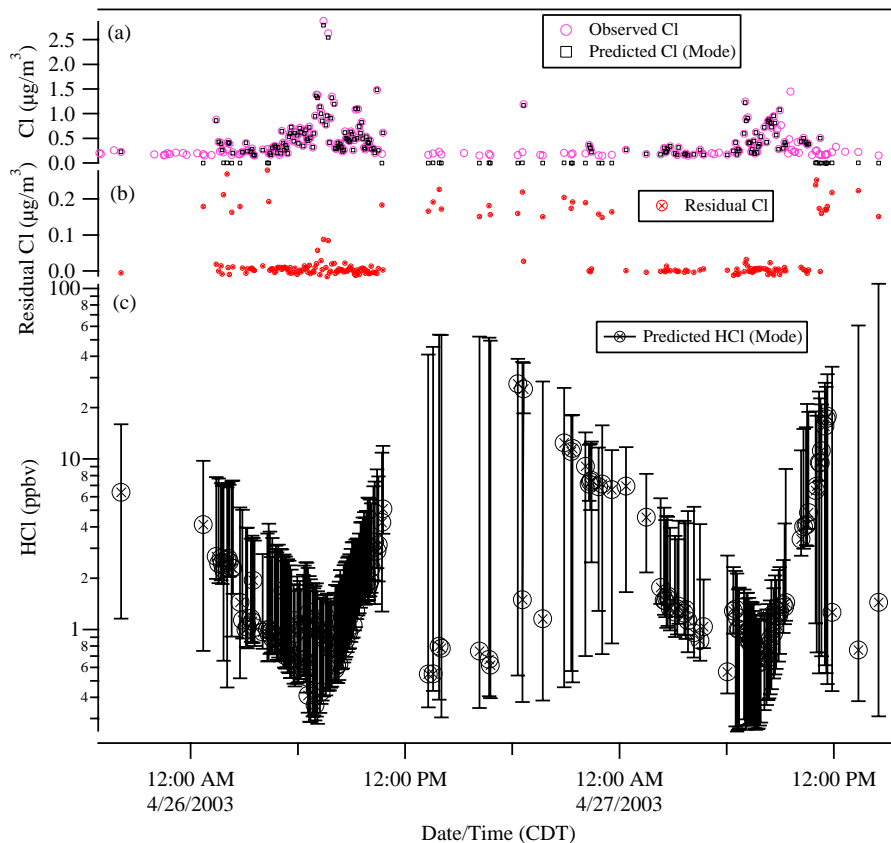 (a)
Observed Cl
Predicted Cl (Mode)
Cl (µg/m³)
2.5
2.0
1.5
1.0
0.5
0.0
(b)
Residual Cl
Residual Cl (µg/m³)
0.2
0.1
0.0
(c)
Predicted HCl (Mode)
HCl (ppbv)
100
8
6
4
2
10
8
6
4
2
1
8
6
4
12:00 AM
4/26/2003
12:00 PM
12:00 AM
4/27/2003
12:00 PM
Date/Time (CDT)